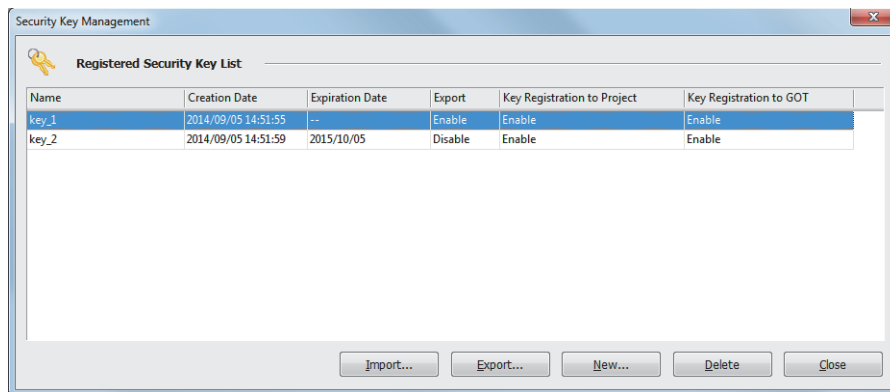 Security Key Management
Registered Security Key List
Name Creation Date Expiration Date Export Key Registration to Project Key Registration to GOT
key_1 2014/09/05 14:51:55 -- Enable Enable Enable
key_2 2014/09/05 14:51:59 2015/10/05 Disable Enable Enable
Import... Export... New... Delete Close